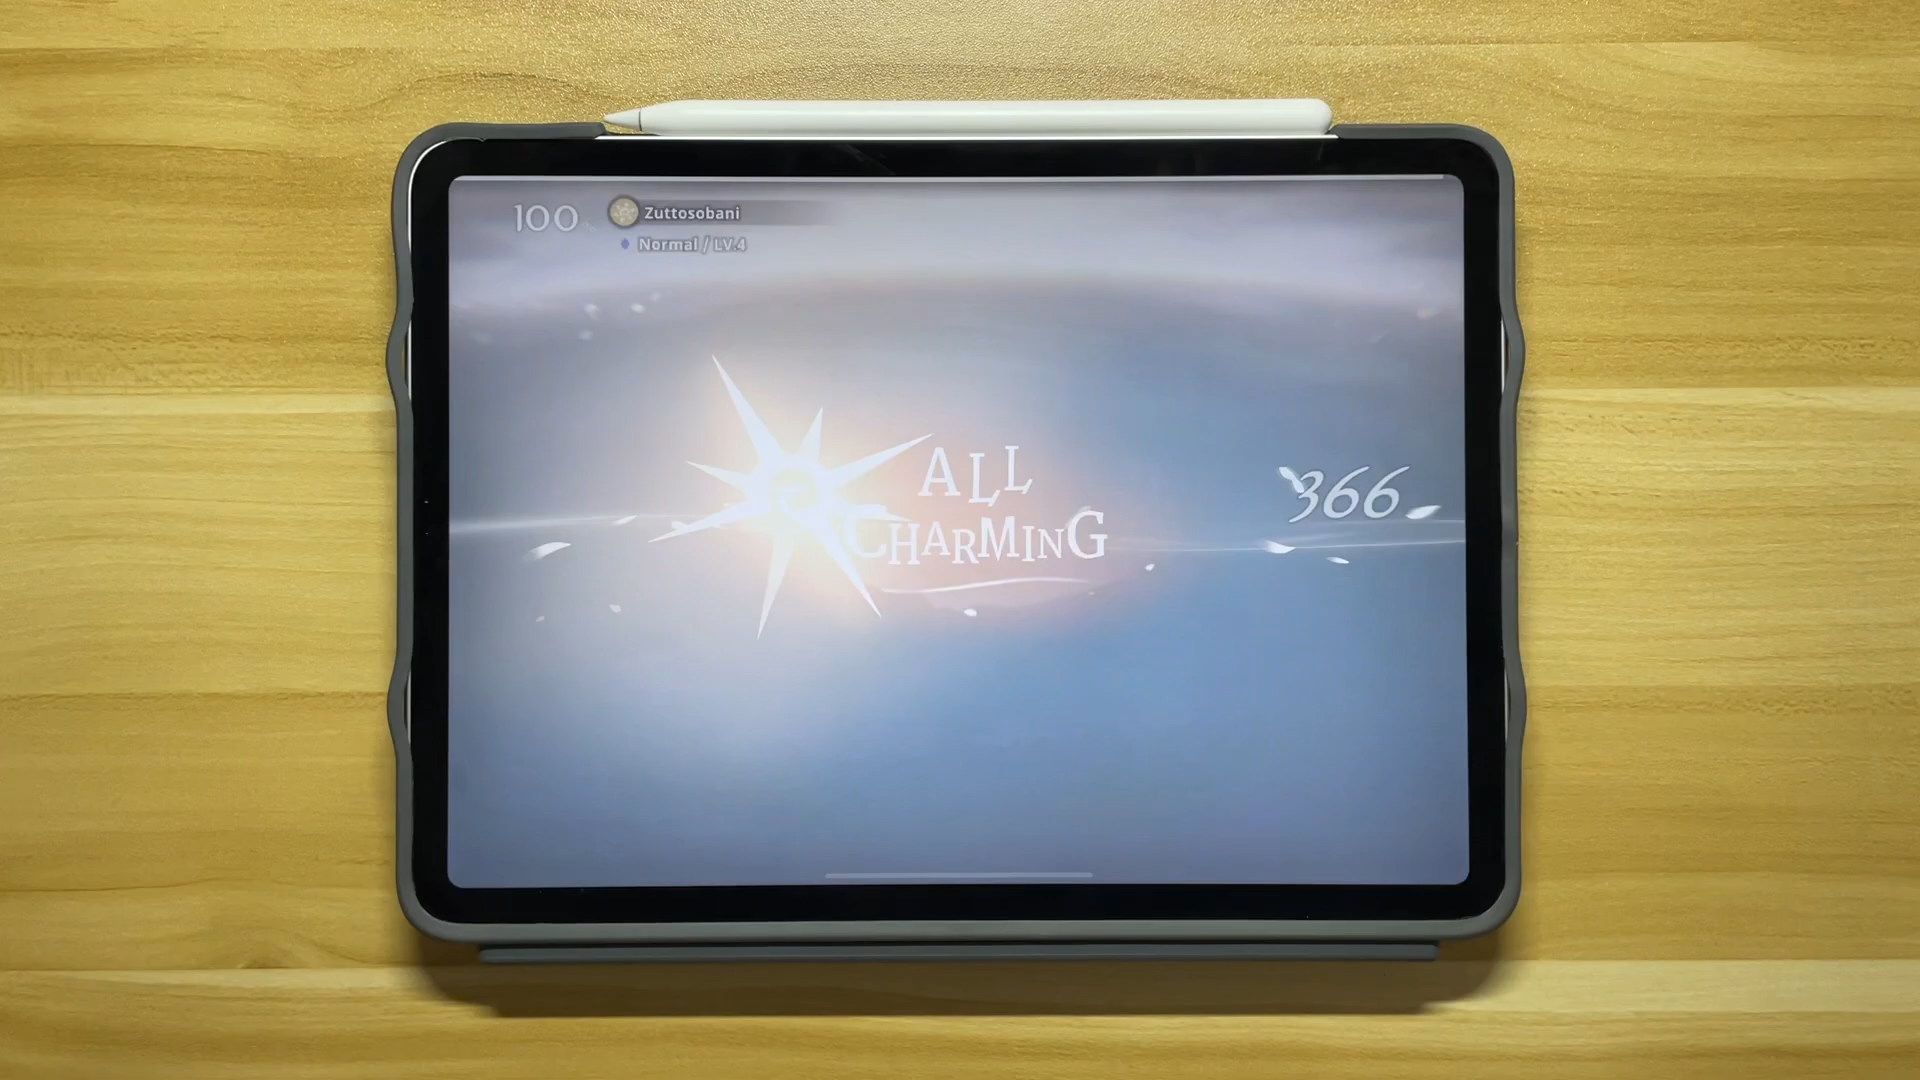 100
Zuttosobani
Normal / LV.4
ALL
CHARMING
366